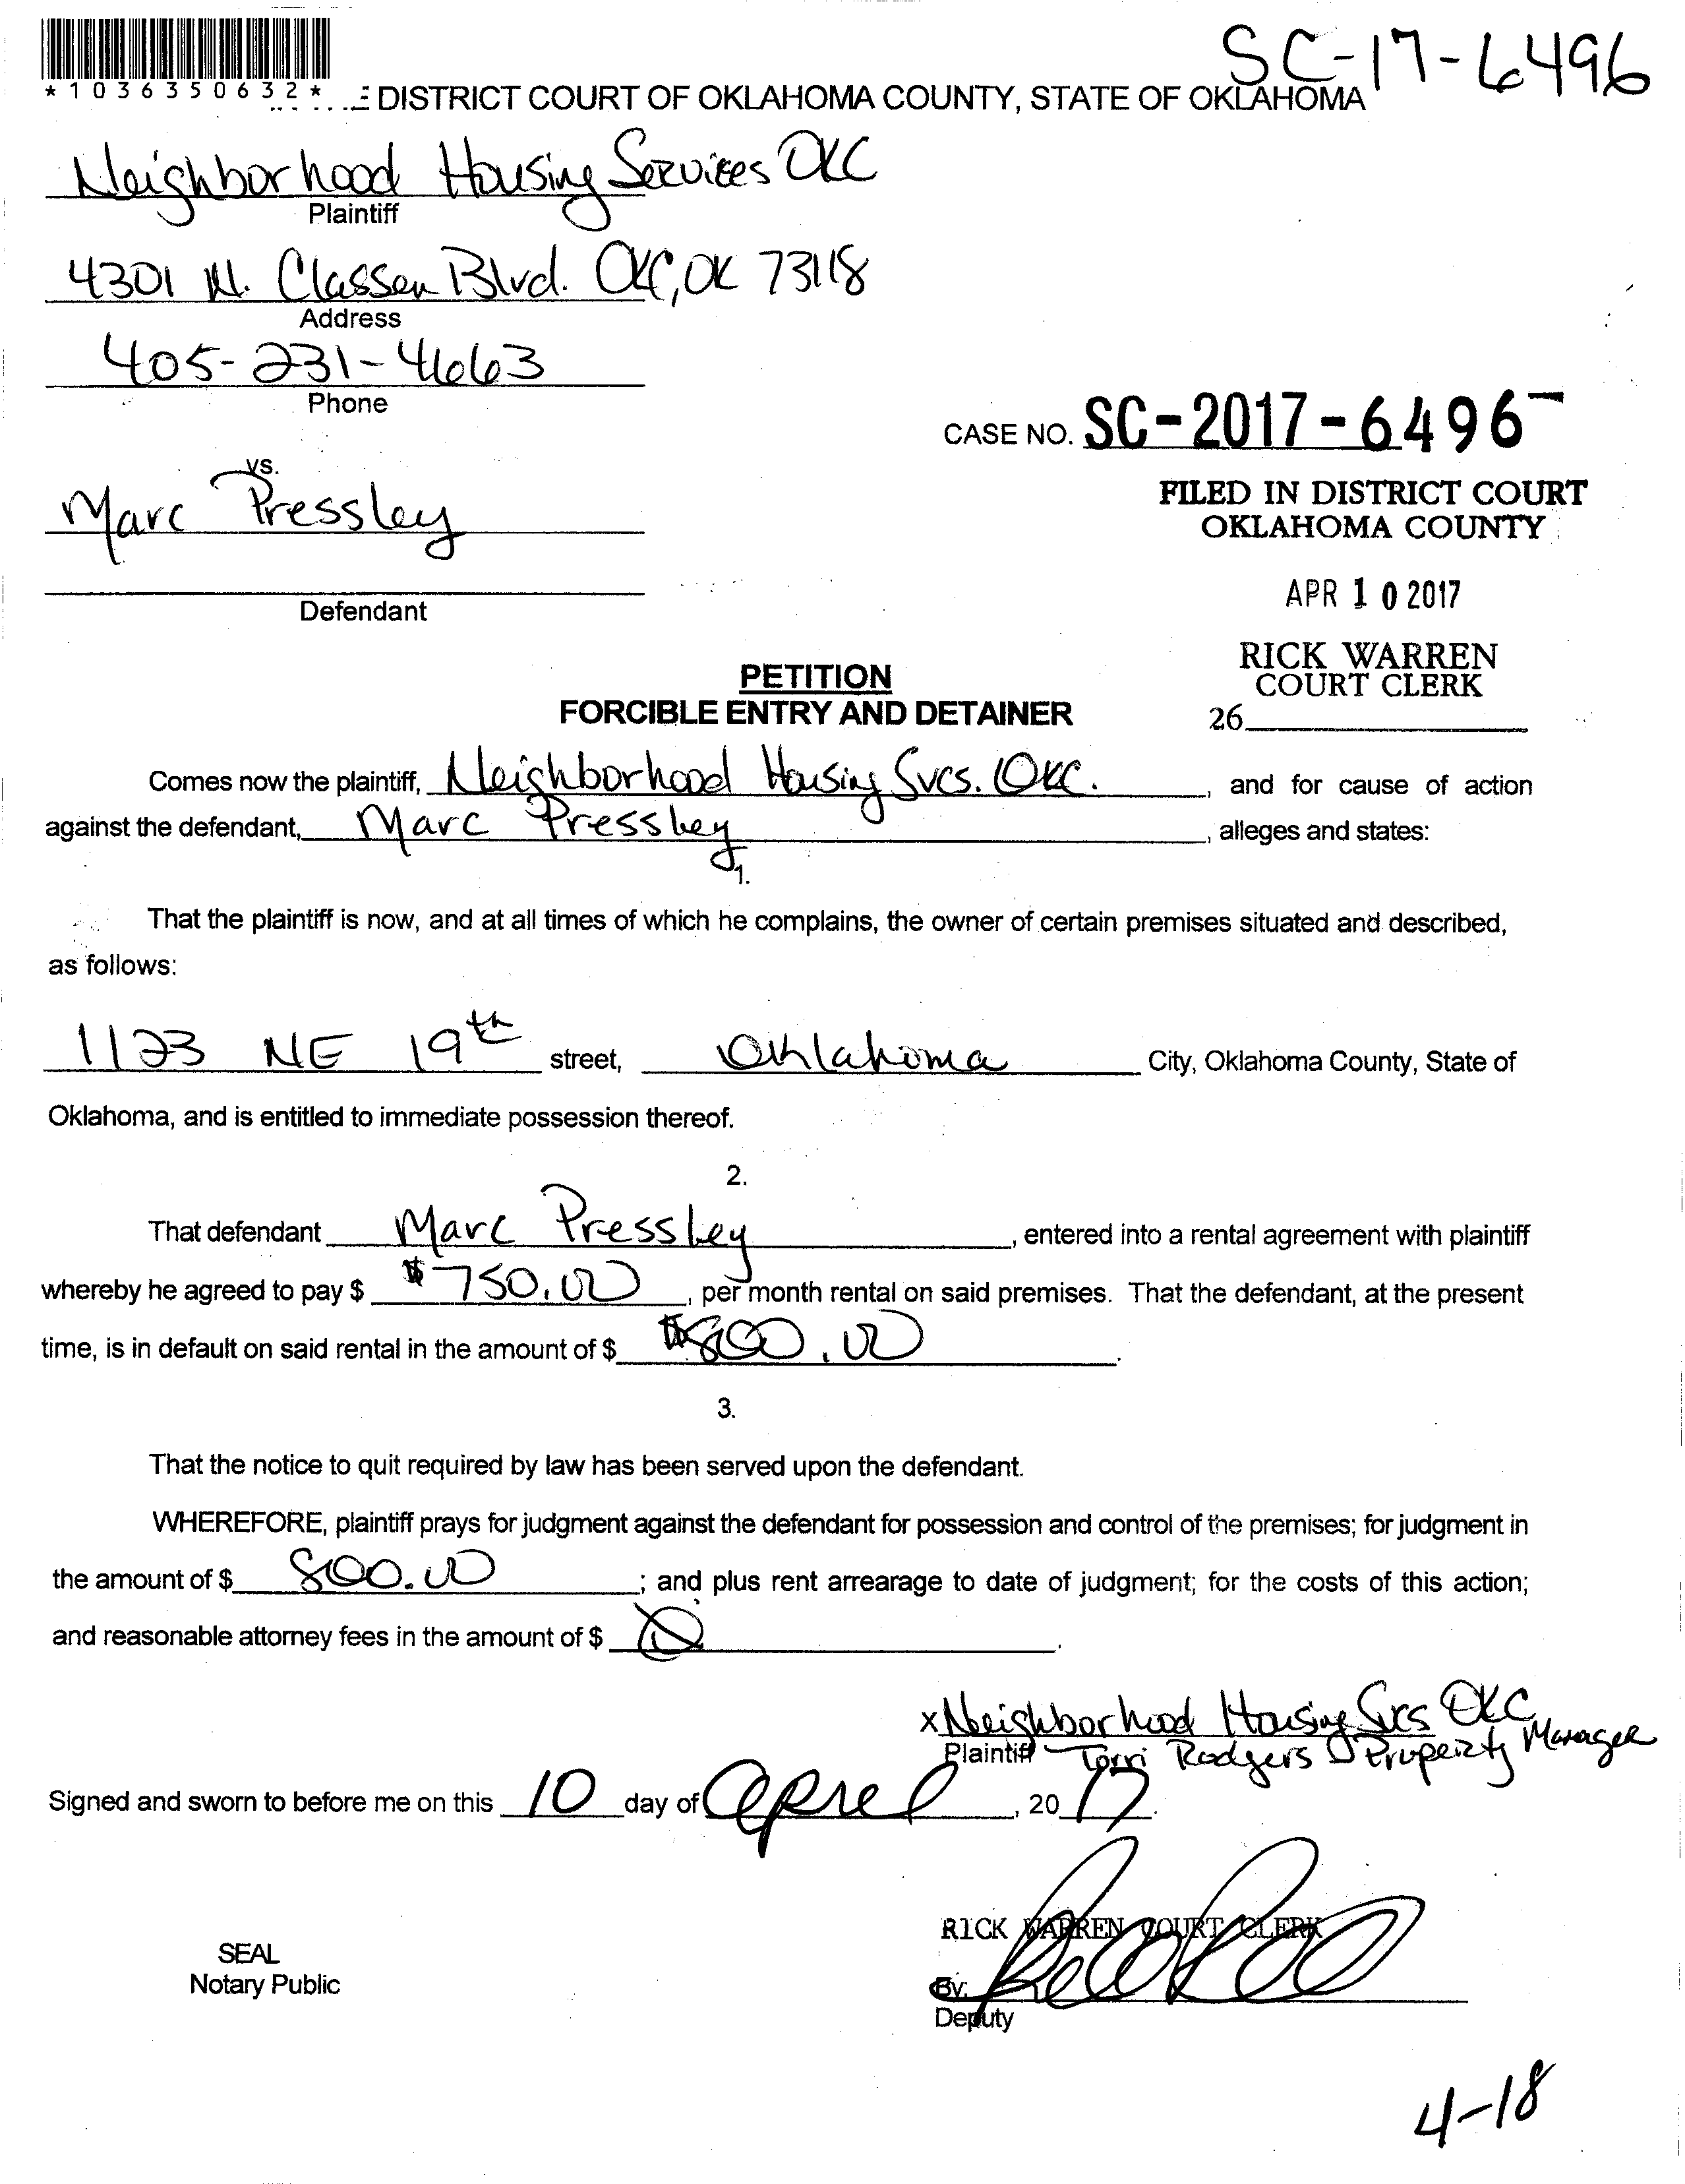 SC-17-6496
*1036350632*
E DISTRICT COURT OF OKLAHOMA COUNTY, STATE OF OKLAHOMA
Neighborhood Housing Services OKC
Plaintiff
4301 N. Classen Blvd. OKC, OK 73118
Address
405-231-4663
Phone
CASE NO. SC-2017-6496
vs.
Marc Pressley
FILED IN DISTRICT COURT
OKLAHOMA COUNTY
APR 10 2017
Defendant
RICK WARREN
COURT CLERK
26
PETITION
FORCIBLE ENTRY AND DETAINER
Comes now the plaintiff, Neighborhood Housing Svcs. OKC. , and for cause of action
against the defendant, Marc Pressley , alleges and states:
1.
That the plaintiff is now, and at all times of which he complains, the owner of certain premises situated and described,
as follows:
1123 NE 19th street, Oklahoma City, Oklahoma County, State of
Oklahoma, and is entitled to immediate possession thereof.
2.
That defendant Marc Pressley , entered into a rental agreement with plaintiff
whereby he agreed to pay $ $750.00 , per month rental on said premises. That the defendant, at the present
time, is in default on said rental in the amount of $ $800.00 .
3.
That the notice to quit required by law has been served upon the defendant.
WHEREFORE, plaintiff prays for judgment against the defendant for possession and control of the premises; for judgment in
the amount of $ 800.00 ; and plus rent arrearage to date of judgment; for the costs of this action;
and reasonable attorney fees in the amount of $ Ø .
x Neighborhood Housing Svcs OKC
Plaintiff Torri Rodgers Property Manager
Signed and sworn to before me on this 10 day of April , 20 17.
RICK WARREN COURT CLERK
SEAL
Notary Public
By:
Deputy
4-18